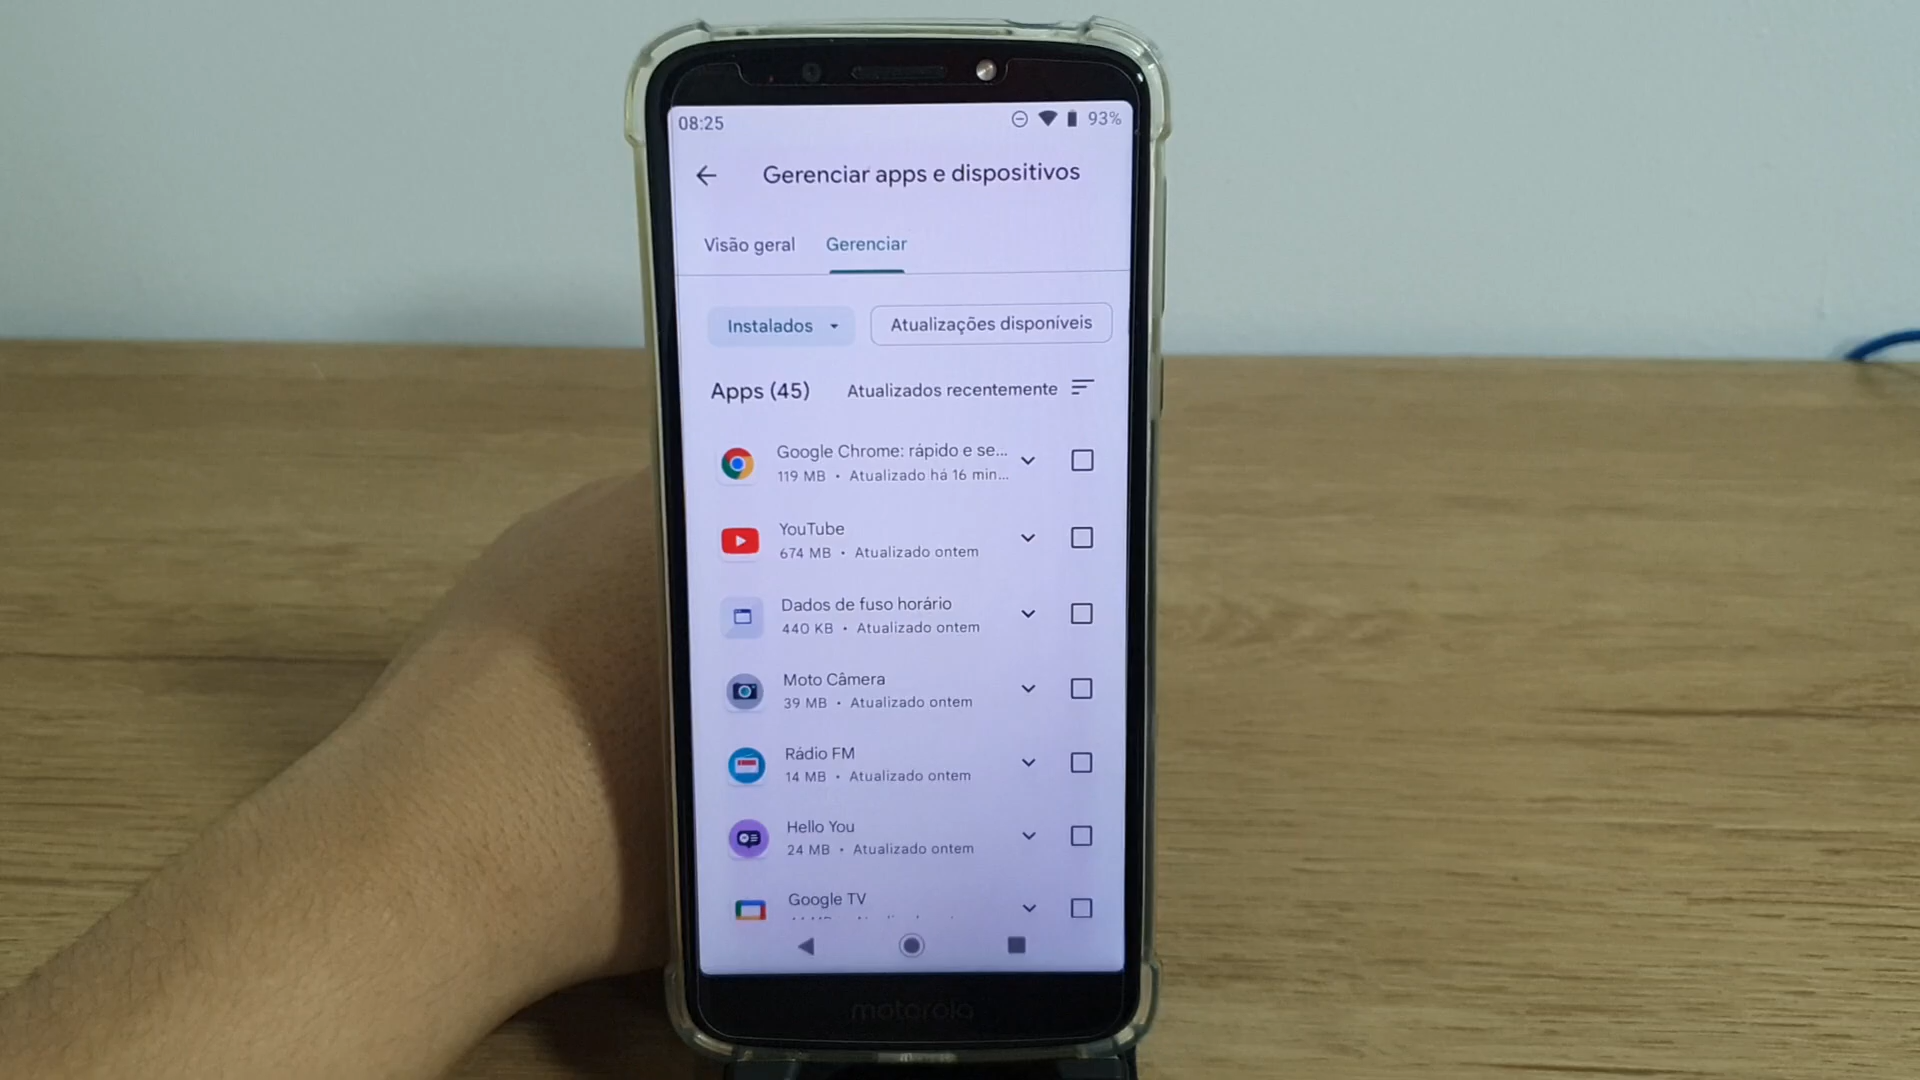 08:25 93%
Gerenciar apps e dispositivos
Visão geral Gerenciar
Instalados Atualizações disponíveis
Apps (45) Atualizados recentemente
Google Chrome: rápido e se...
119 MB • Atualizado há 16 min...
YouTube
674 MB • Atualizado ontem
Dados de fuso horário
440 KB • Atualizado ontem
Moto Câmera
39 MB • Atualizado ontem
Rádio FM
14 MB • Atualizado ontem
Hello You
24 MB • Atualizado ontem
Google TV
motorola